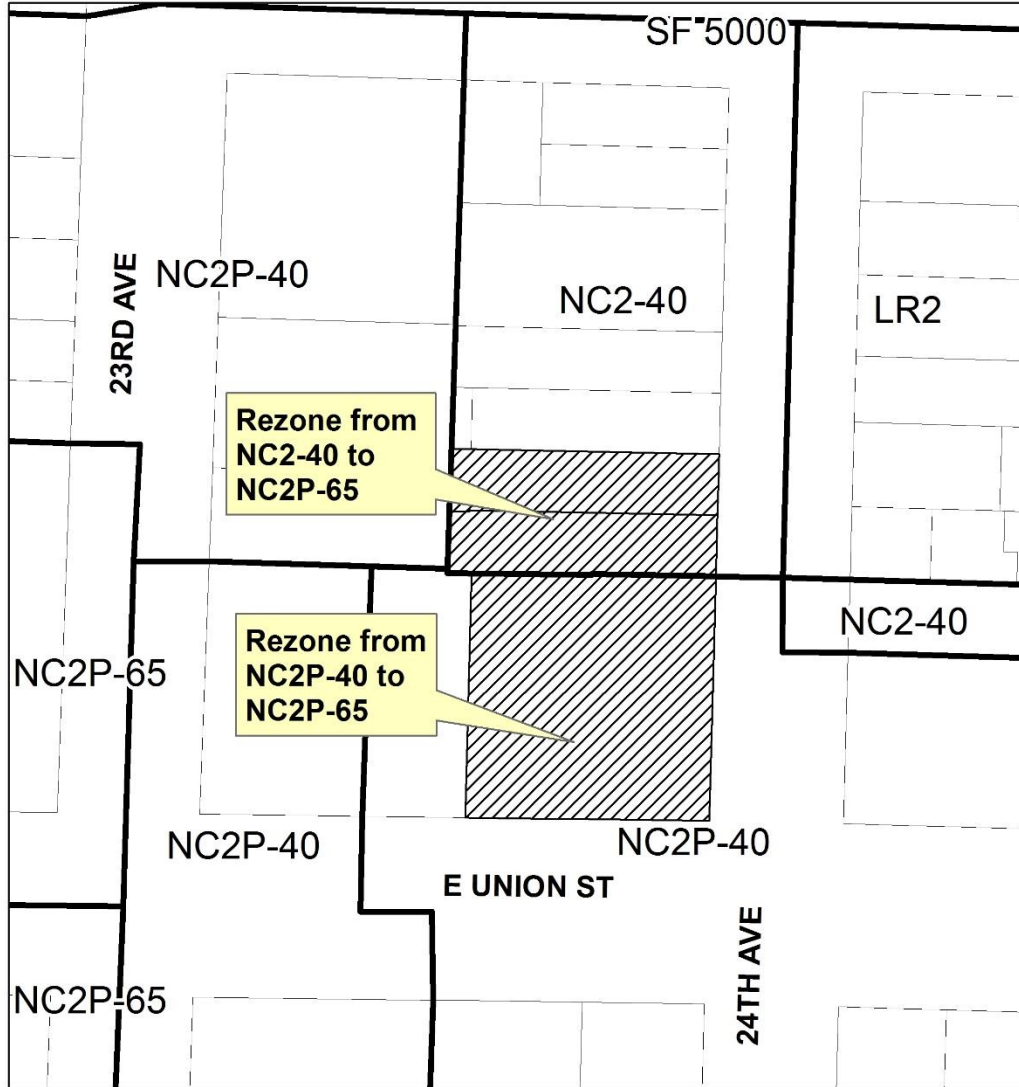 SF 5000
NC2P-40
NC2-40
LR2
23RD AVE
Rezone from
NC2-40 to
NC2P-65
Rezone from
NC2P-40 to
NC2P-65
NC2-40
NC2P-65
NC2P-40
NC2P-40
E UNION ST
24TH AVE
NC2P-65